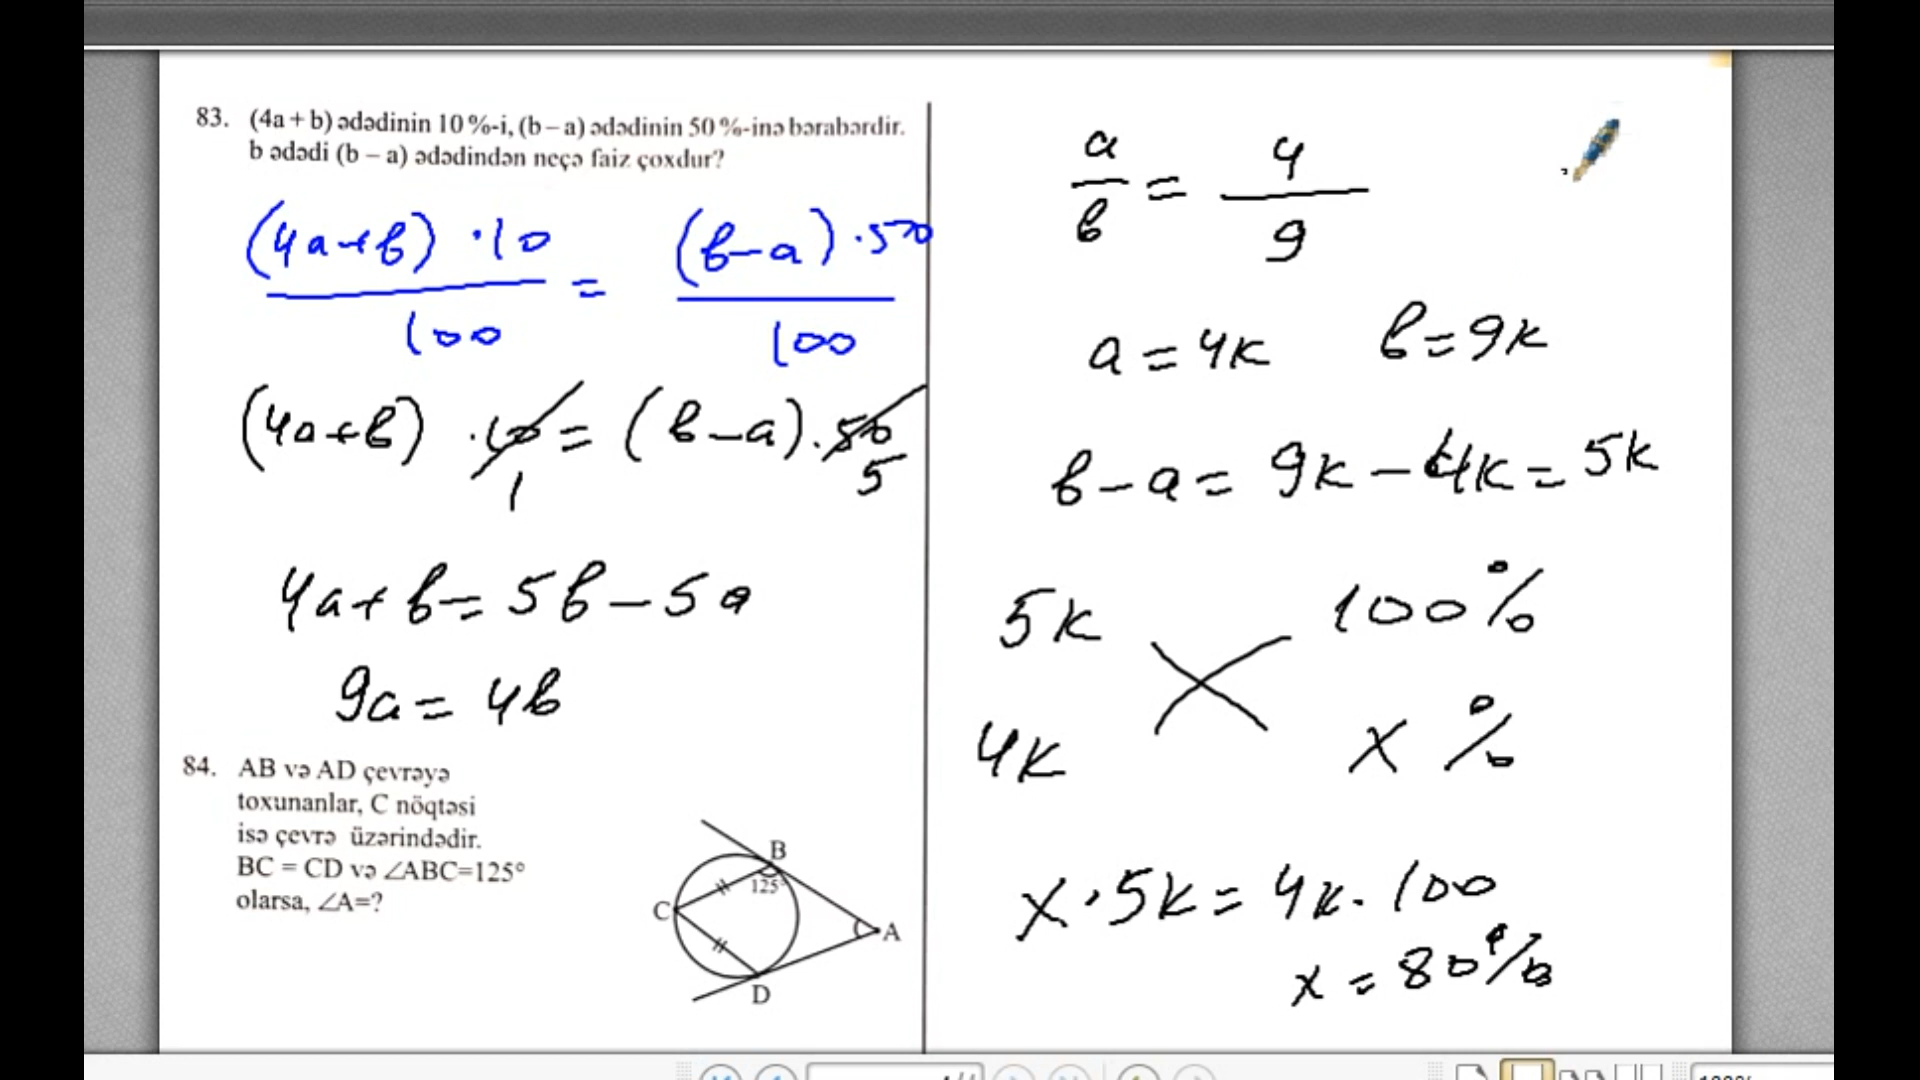 83. (4a + b) ədədinin 10 %-i, (b – a) ədədinin 50 %-inə bərabərdir.
b ədədi (b – a) ədədindən neçə faiz çoxdur?
(4a+b) · 10 / 100 = (b–a) · 50 / 100
(4a+b) · 10 = (b–a) · 50
1 5
4a+b = 5b – 5a
9a = 4b
84. AB və AD çevrəyə
toxunanlar, C nöqtəsi
isə çevrə üzərindədir.
BC = CD və ∠ABC=125°
olarsa, ∠A=?
B
125°
C
A
D
a / b = 4 / 9
a = 4k b = 9k
b – a = 9k – 4k = 5k
5k 100%
4k x %
x · 5k = 4k · 100
x = 80%